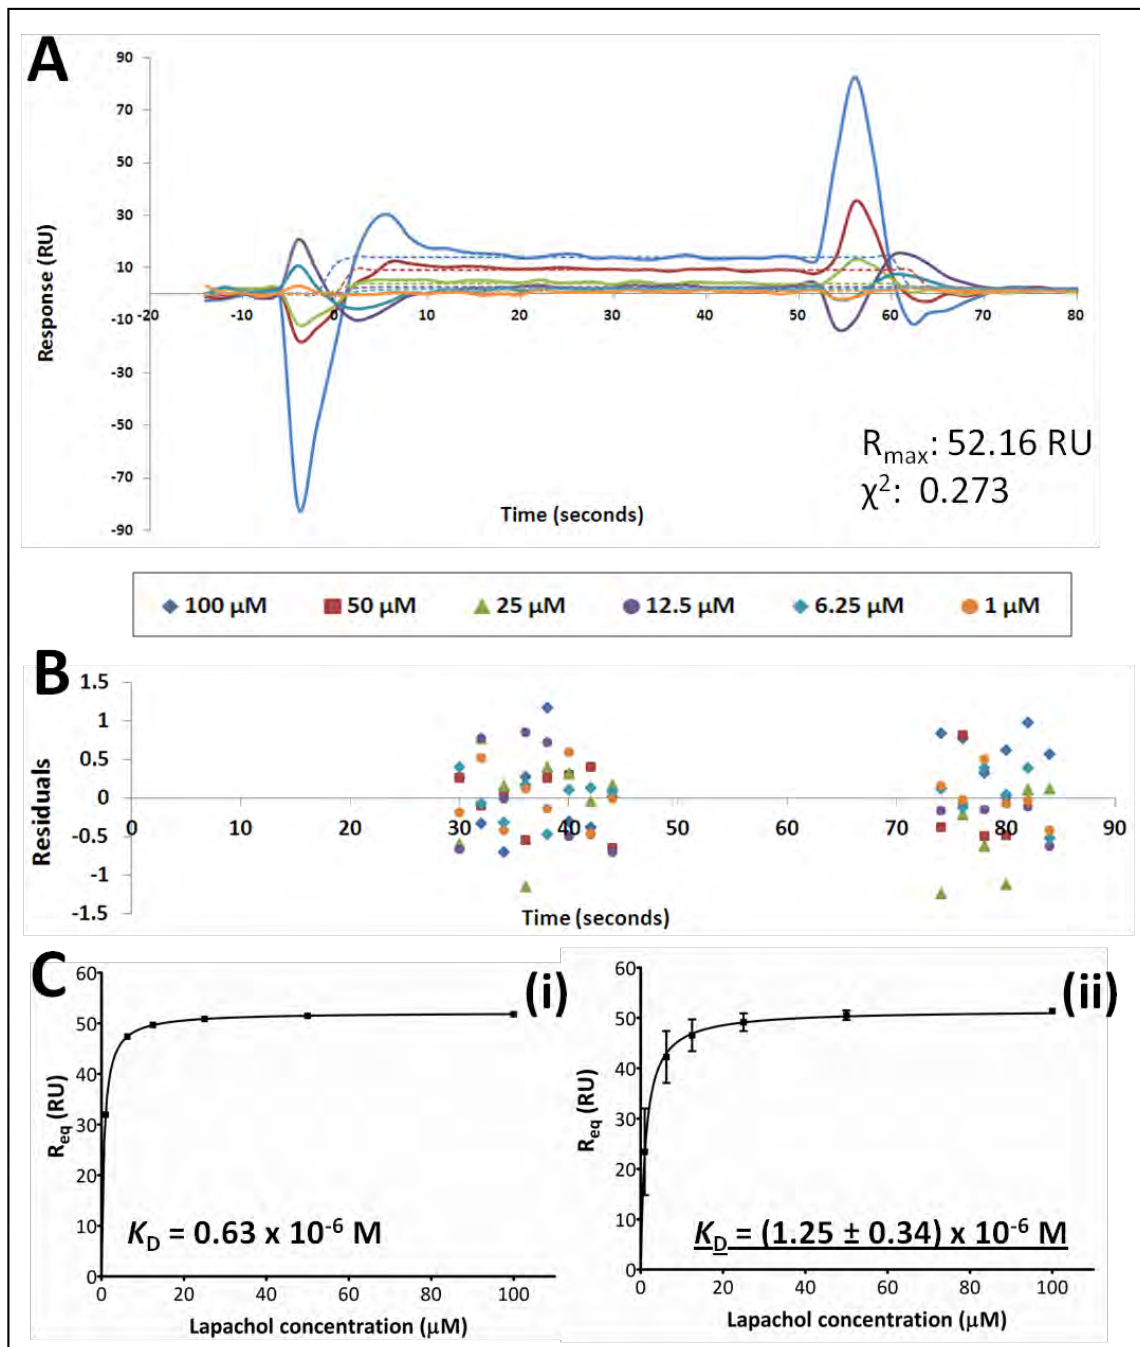 A
90
70
50
30
10
-10
-30
-50
-70
-90
Response (RU)
-20 -10 0 10 20 30 40 50 60 70 80
Time (seconds)
Rmax: 52.16 RU
χ²: 0.273
100 μM 50 μM 25 μM 12.5 μM 6.25 μM 1 μM
B
1.5
1
0.5
0
-0.5
-1
-1.5
Residuals
0 10 20 30 40 50 60 70 80 90
Time (seconds)
C
(i)
60
50
40
30
20
10
0
Req (RU)
KD = 0.63 x 10⁻⁶ M
0 20 40 60 80 100
Lapachol concentration (μM)
(ii)
60
50
40
30
20
10
0
Req (RU)
KD = (1.25 ± 0.34) x 10⁻⁶ M
0 20 40 60 80 100
Lapachol concentration (μM)